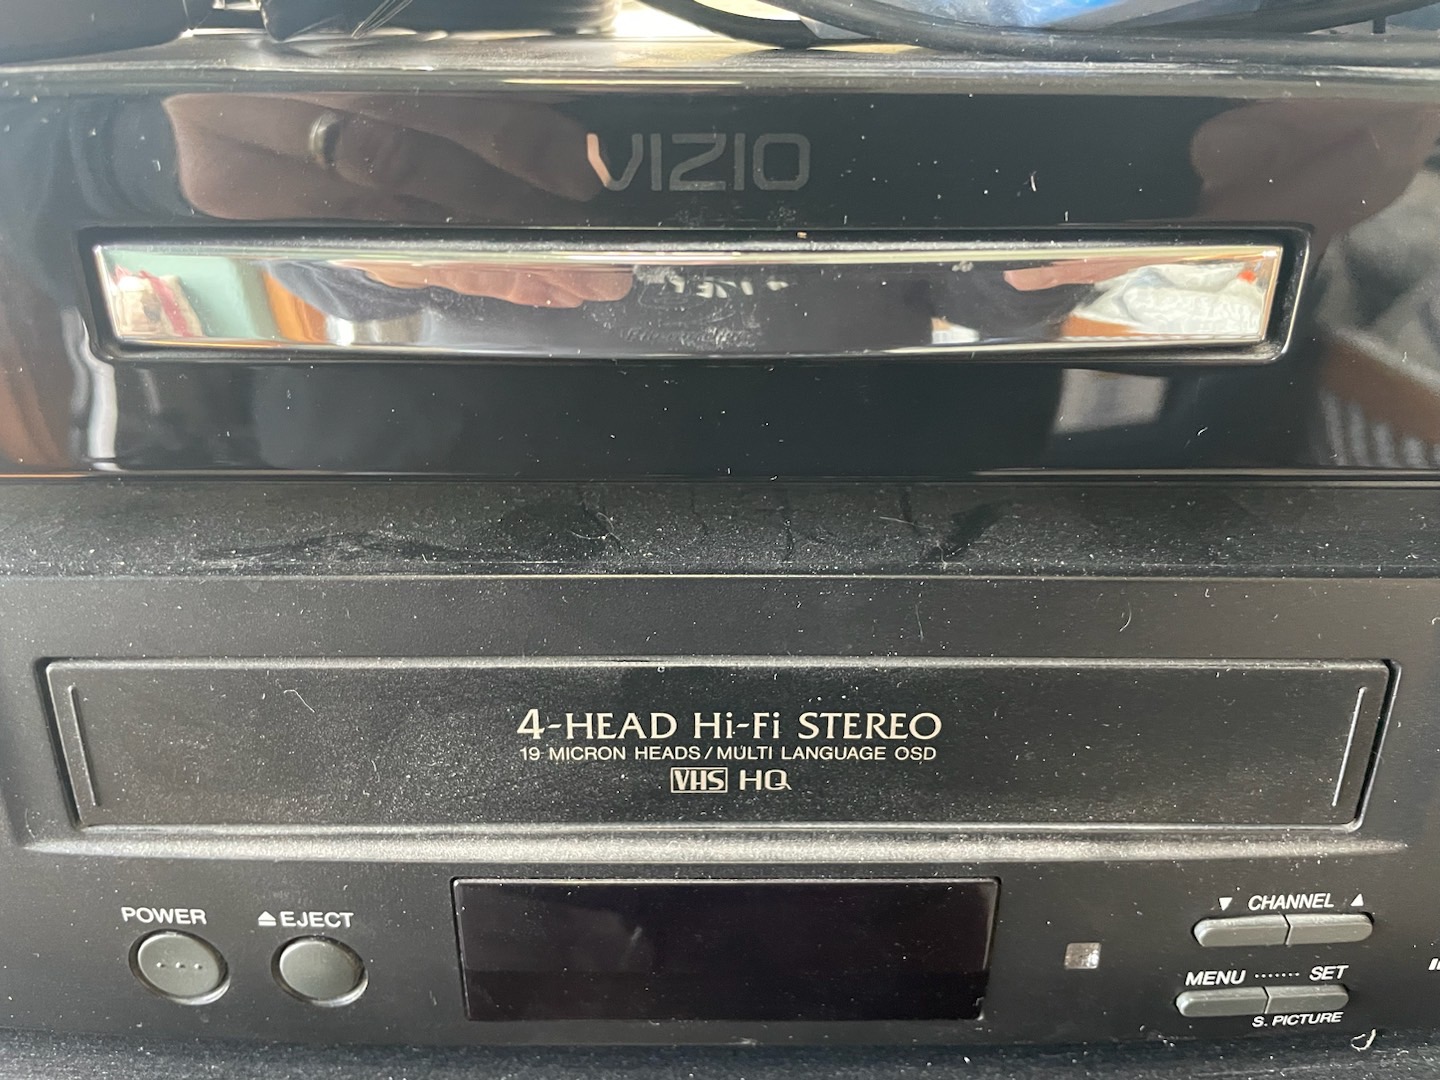 VIZIO
4-HEAD Hi-Fi STEREO
19 MICRON HEADS/MULTI LANGUAGE OSD
VHS HQ
POWER
⏏ EJECT
▼ CHANNEL ▲
MENU ······· SET
S. PICTURE